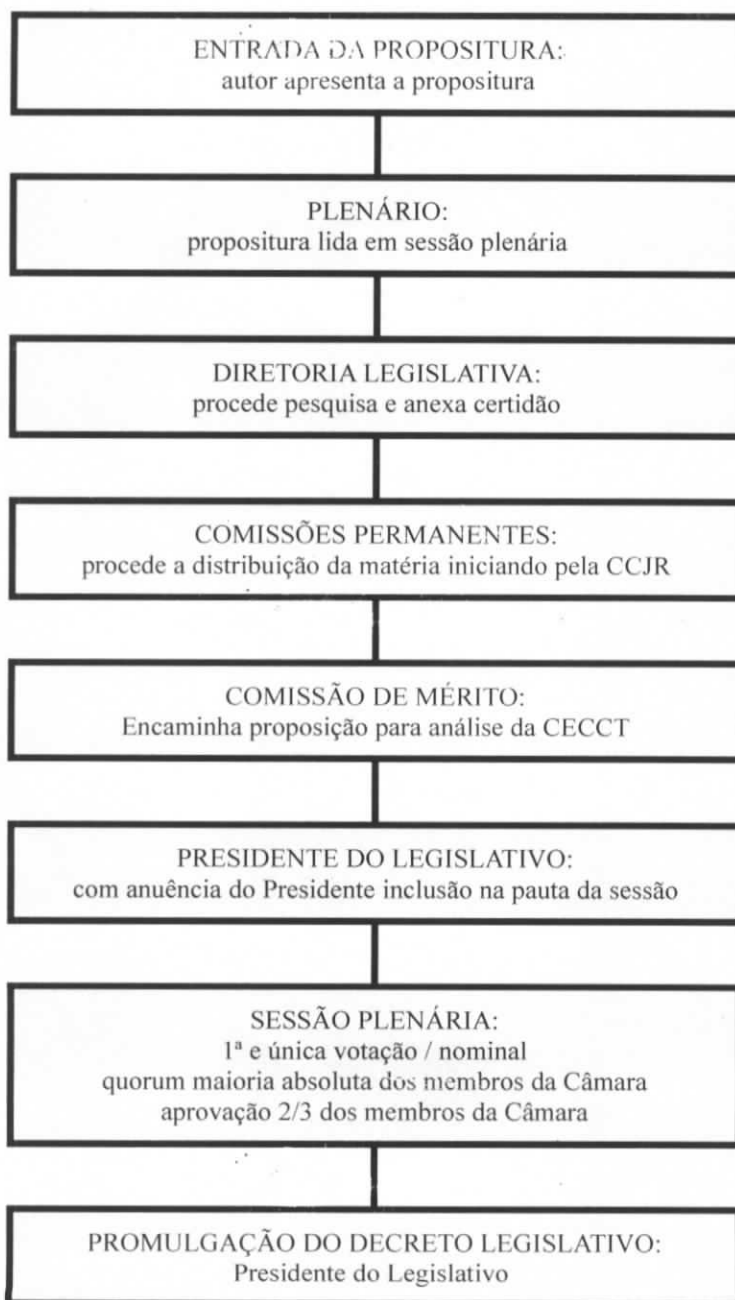 ENTRADA DA PROPOSITURA:
autor apresenta a propositura
PLENÁRIO:
propositura lida em sessão plenária
DIRETORIA LEGISLATIVA:
procede pesquisa e anexa certidão
COMISSÕES PERMANENTES:
procede a distribuição da matéria iniciando pela CCJR
COMISSÃO DE MÉRITO:
Encaminha proposição para análise da CECCT
PRESIDENTE DO LEGISLATIVO:
com anuência do Presidente inclusão na pauta da sessão
SESSÃO PLENÁRIA:
1ª e única votação / nominal
quorum maioria absoluta dos membros da Câmara
aprovação 2/3 dos membros da Câmara
PROMULGAÇÃO DO DECRETO LEGISLATIVO:
Presidente do Legislativo